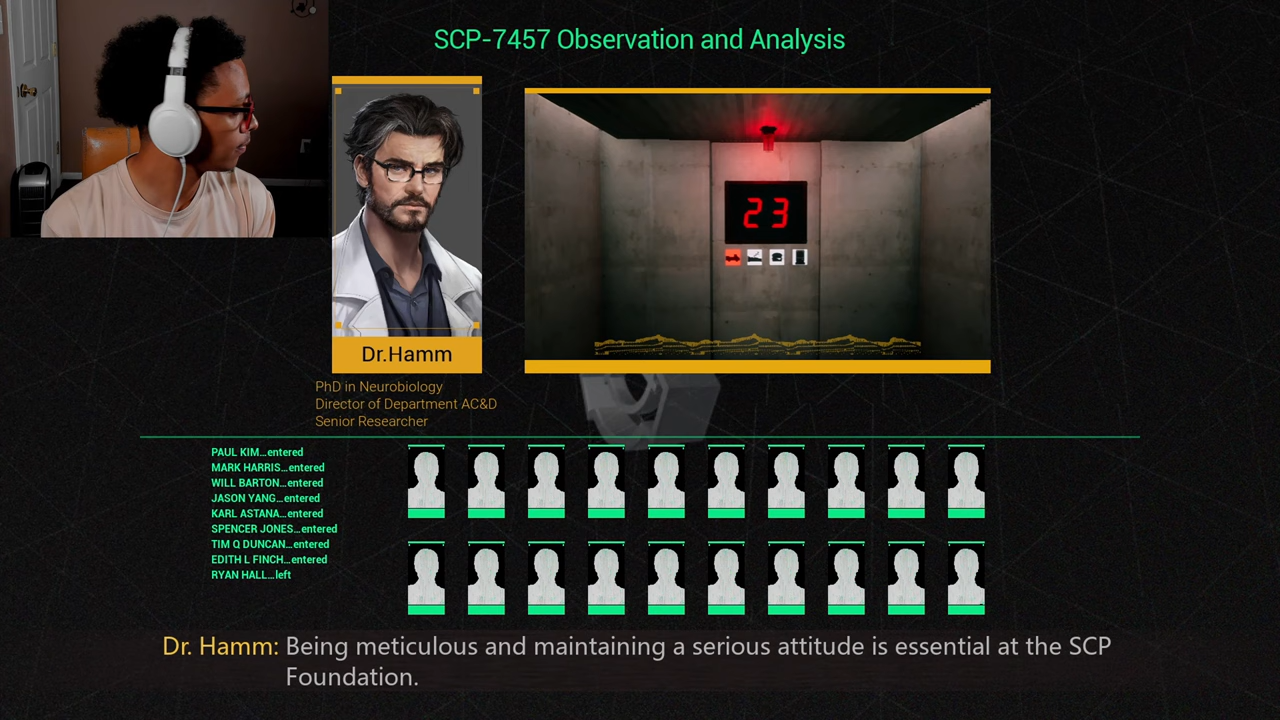 SCP-7457 Observation and Analysis
23
Dr.Hamm
PhD in Neurobiology
Director of Department AC&D
Senior Researcher
PAUL KIM...entered
MARK HARRIS...entered
WILL BARTON...entered
JASON YANG...entered
KARL ASTANA...entered
SPENCER JONES...entered
TIM Q DUNCAN...entered
EDITH L FINCH...entered
RYAN HALL...left
Dr. Hamm: Being meticulous and maintaining a serious attitude is essential at the SCP
Foundation.